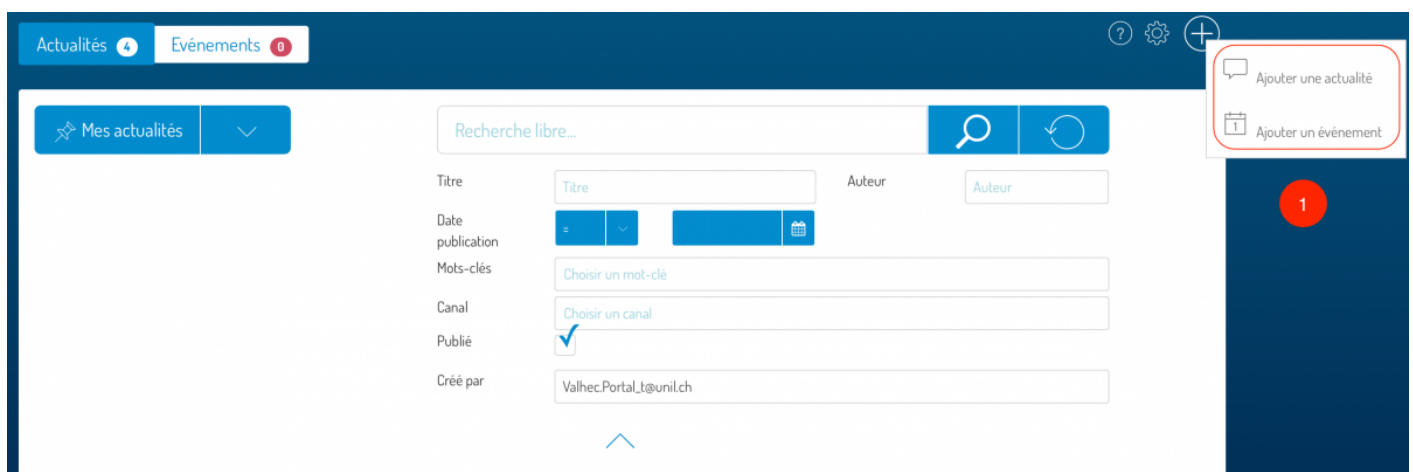 Actualités 4 Evénements 0 ?
Ajouter une actualité
1 Ajouter un événement
Mes actualités
Recherche libre...
Titre Titre Auteur Auteur
1
Date
publication =
Mots-clés Choisir un mot-clé
Canal Choisir un canal
Publié
Créé par Valhec.Portal_t@unil.ch